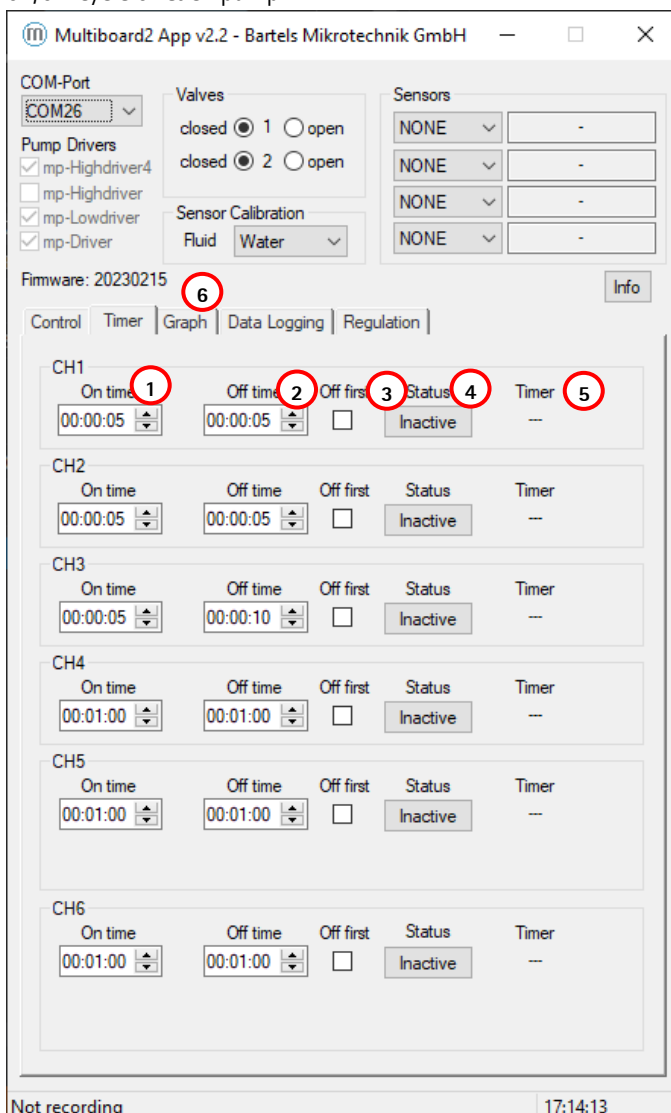 Multiboard2 App v2.2 - Bartels Mikrotechnik GmbH
COM-Port
COM26
Pump Drivers
mp-Highdriver4
mp-Highdriver
mp-Lowdriver
mp-Driver
Valves
closed 1 open
closed 2 open
Sensor Calibration
Fluid Water
Sensors
NONE -
NONE -
NONE -
NONE -
Firmware: 20230215
Info
6
Control Timer Graph Data Logging Regulation
CH1
On time 1 Off time 2 Off first 3 Status 4 Timer 5
00:00:05 00:00:05 Inactive ---
CH2
On time Off time Off first Status Timer
00:00:05 00:00:05 Inactive ---
CH3
On time Off time Off first Status Timer
00:00:05 00:00:10 Inactive ---
CH4
On time Off time Off first Status Timer
00:01:00 00:01:00 Inactive ---
CH5
On time Off time Off first Status Timer
00:01:00 00:01:00 Inactive ---
CH6
On time Off time Off first Status Timer
00:01:00 00:01:00 Inactive ---
Not recording 17:14:13